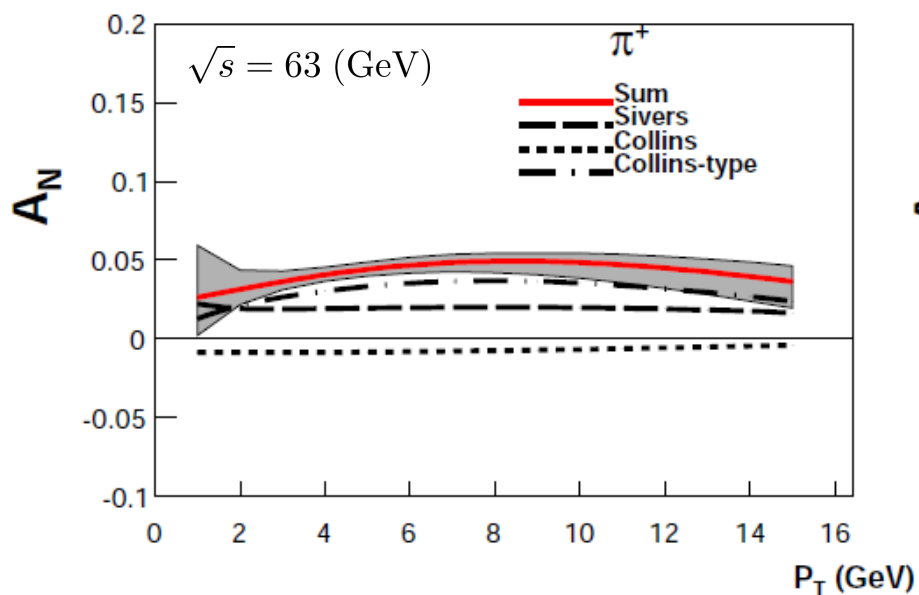 0.2
0.15
0.1
0.05
0
-0.05
-0.1
A_N
√s = 63 (GeV)
π⁺
Sum
Sivers
Collins
Collins-type
0 2 4 6 8 10 12 14 16
P_T (GeV)